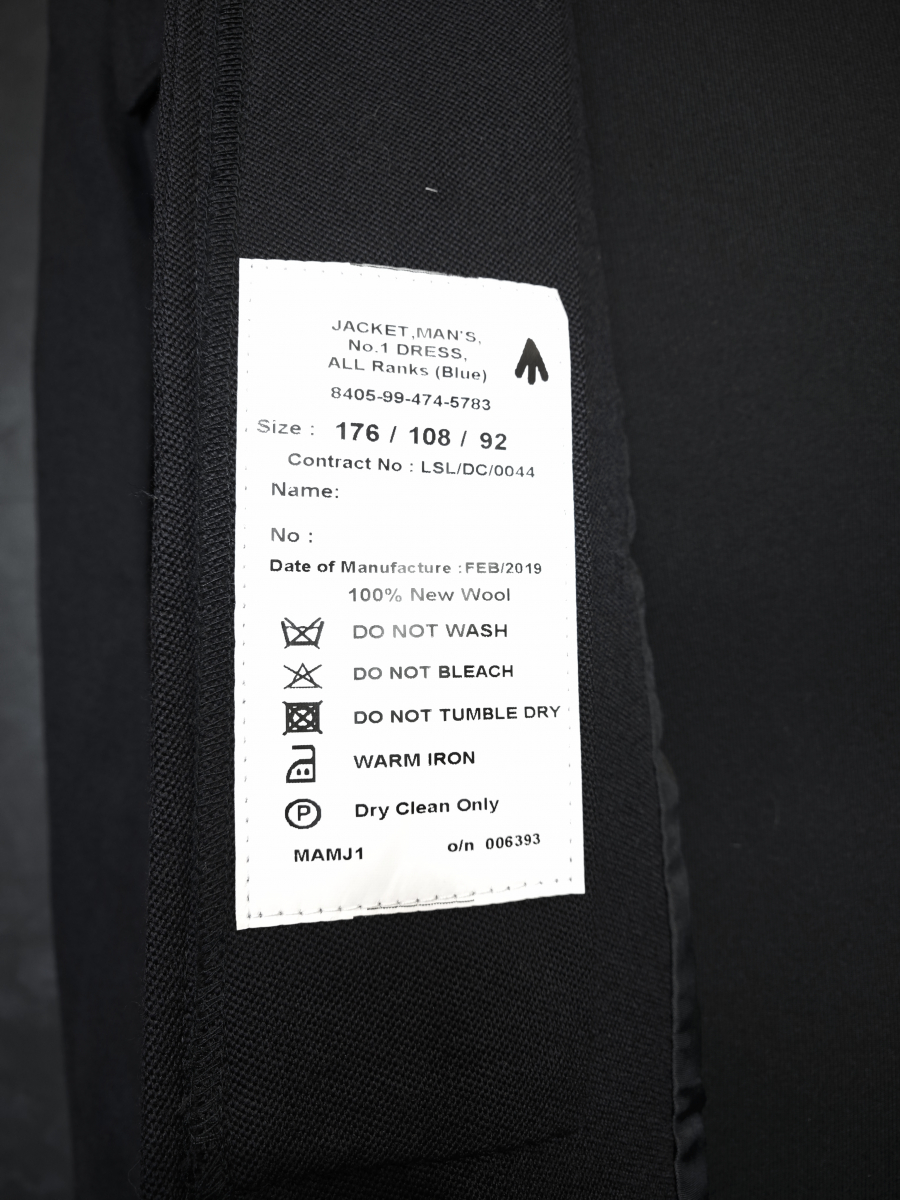 JACKET,MAN'S,
No.1 DRESS,
ALL Ranks (Blue)
8405-99-474-5783
Size : 176 / 108 / 92
Contract No : LSL/DC/0044
Name:
No :
Date of Manufacture :FEB/2019
100% New Wool
DO NOT WASH
DO NOT BLEACH
DO NOT TUMBLE DRY
WARM IRON
P Dry Clean Only
MAMJ1 o/n 006393